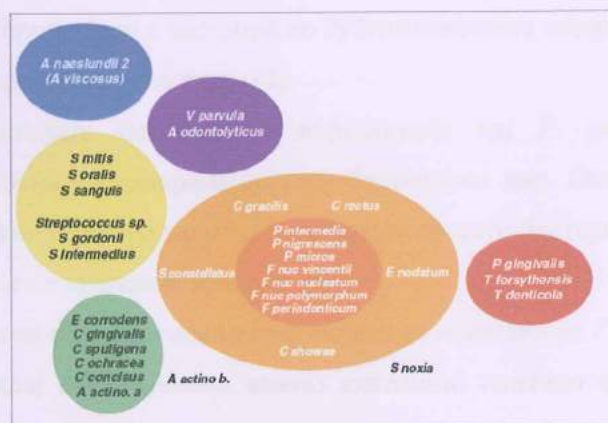 A naeslundii 2
(A viscosus)
V parvula
A odontolyticus
S mitis
S oralis
S sanguis
Streptococcus sp.
S gordonii
S intermedius
C gracilis C rectus
P intermedia
P nigrescens
P micros
F nuc vincentii
F nuc nucleatum
F nuc polymorphum
F periodonticum
S constellatus
E nodatum
C showae
P gingivalis
T forsythensis
T denticola
E corrodens
C gingivalis
C sputigena
C ochracea
C concisus
A actino. a
A actino b.
S noxia